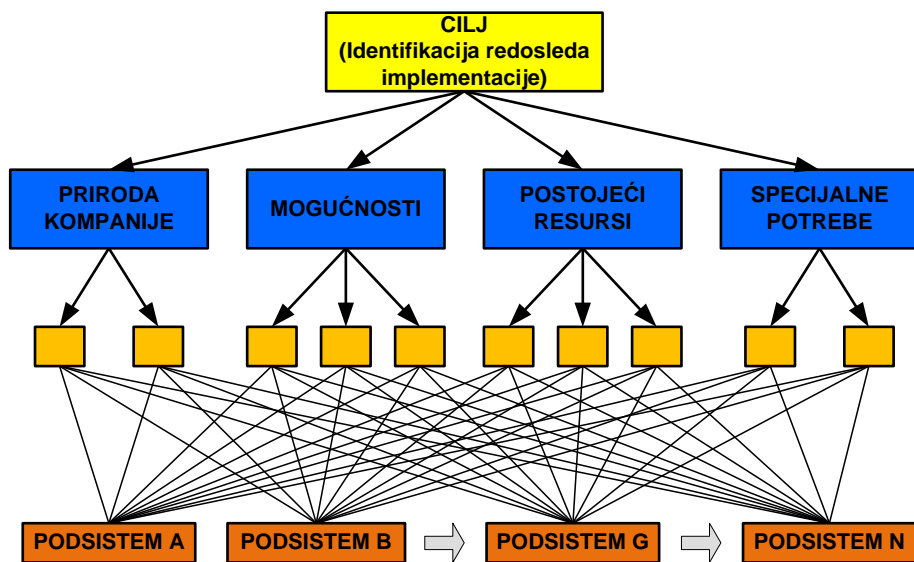 CILJ
(Identifikacija redosleda
implementacije)
PRIRODA
KOMPANIJE
MOGUĆNOSTI
POSTOJEĆI
RESURSI
SPECIJALNE
POTREBE
PODSISTEM A
PODSISTEM B
PODSISTEM G
PODSISTEM N